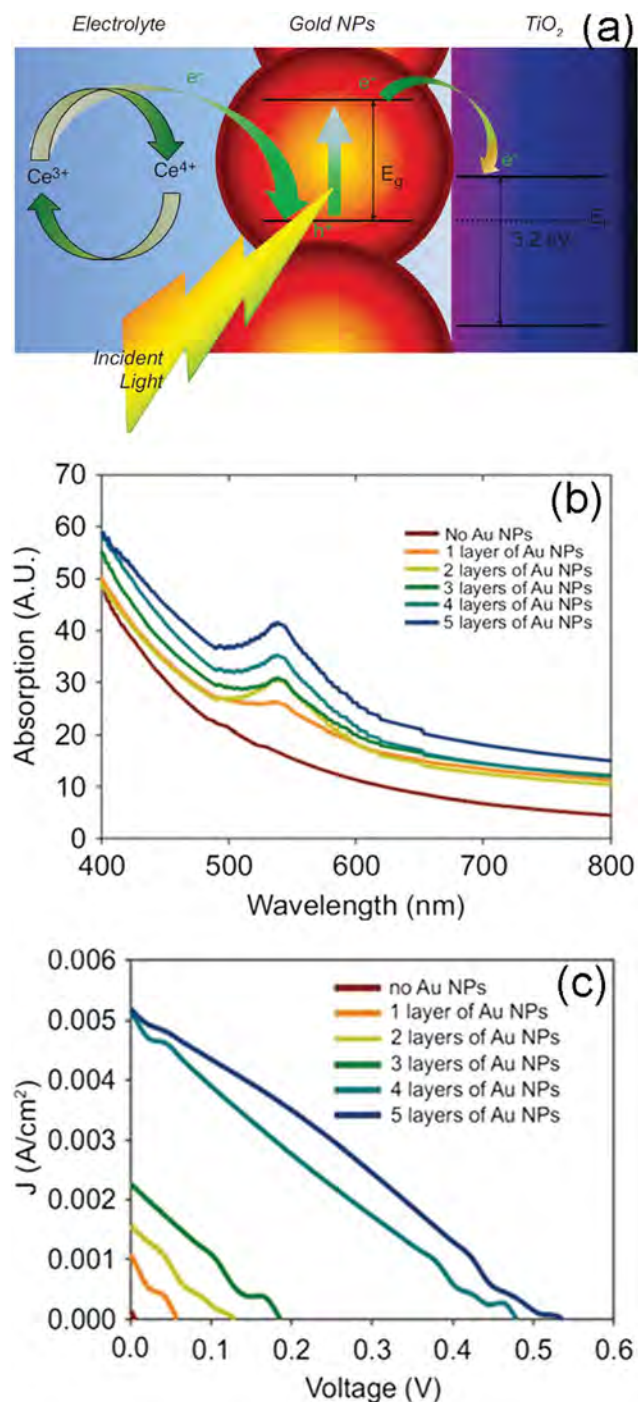 Electrolyte Gold NPs TiO₂ (a)
e⁻ e⁻
Ce³⁺ Ce⁴⁺ E_g e⁻
h⁺ 3.2 eV
Incident
Light
(b)
70
60
50
40
30
20
10
0
Absorption (A.U.)
No Au NPs
1 layer of Au NPs
2 layers of Au NPs
3 layers of Au NPs
4 layers of Au NPs
5 layers of Au NPs
400 500 600 700 800
Wavelength (nm)
(c)
0.006
0.005
0.004
0.003
0.002
0.001
0.000
J (A/cm²)
no Au NPs
1 layer of Au NPs
2 layers of Au NPs
3 layers of Au NPs
4 layers of Au NPs
5 layers of Au NPs
0.0 0.1 0.2 0.3 0.4 0.5 0.6
Voltage (V)